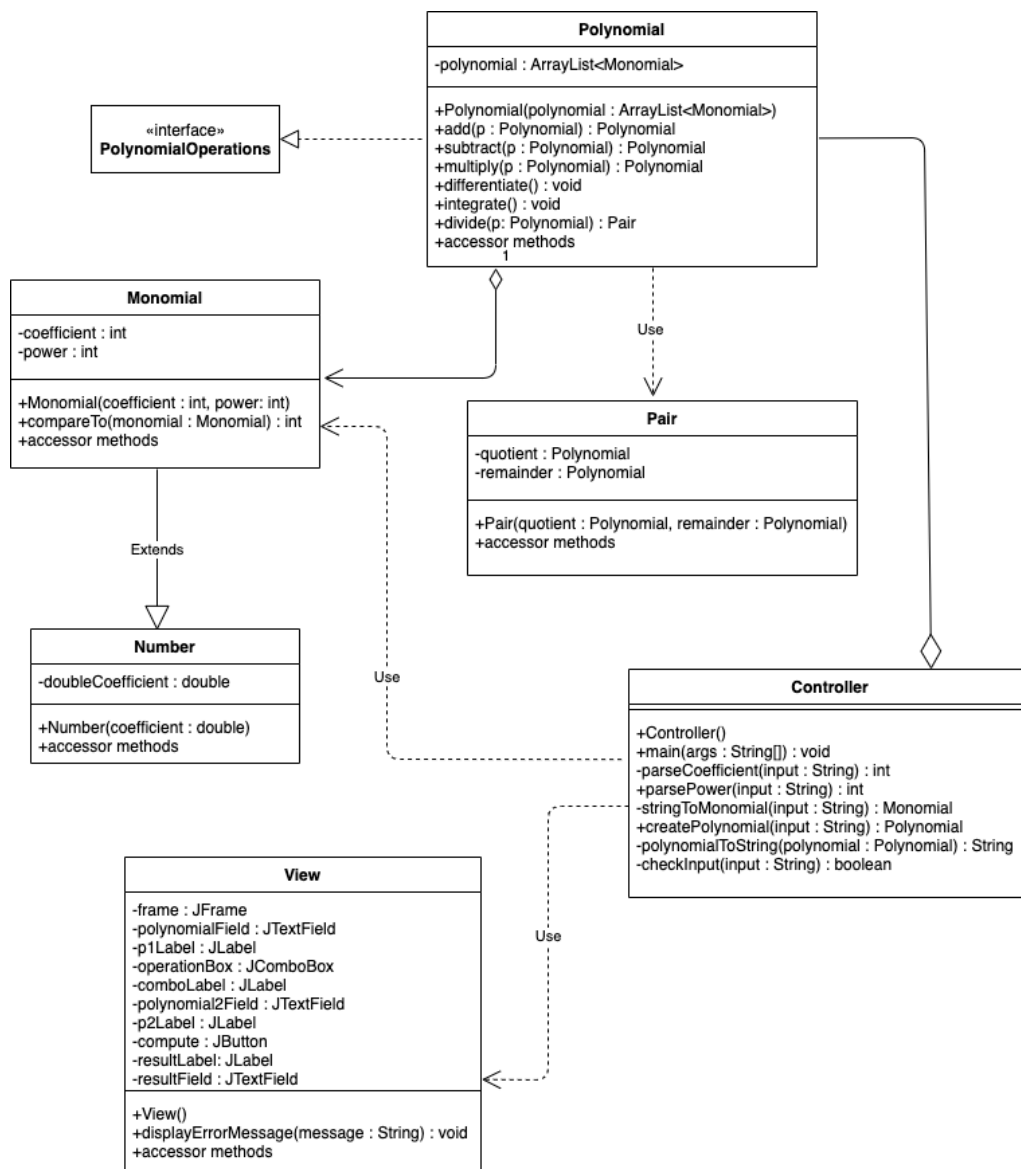 Polynomial
-polynomial : ArrayList<Monomial>
+Polynomial(polynomial : ArrayList<Monomial>)
+add(p : Polynomial) : Polynomial
+subtract(p : Polynomial) : Polynomial
+multiply(p : Polynomial) : Polynomial
+differentiate() : void
+integrate() : void
+divide(p: Polynomial) : Pair
+accessor methods
1
«interface»
PolynomialOperations
Monomial
-coefficient : int
-power : int
+Monomial(coefficient : int, power: int)
+compareTo(monomial : Monomial) : int
+accessor methods
Use
Pair
-quotient : Polynomial
-remainder : Polynomial
+Pair(quotient : Polynomial, remainder : Polynomial)
+accessor methods
Extends
Number
-doubleCoefficient : double
+Number(coefficient : double)
+accessor methods
Use
Controller
+Controller()
+main(args : String[]) : void
-parseCoefficient(input : String) : int
+parsePower(input : String) : int
-stringToMonomial(input : String) : Monomial
+createPolynomial(input : String) : Polynomial
-polynomialToString(polynomial : Polynomial) : String
-checkInput(input : String) : boolean
Use
View
-frame : JFrame
-polynomialField : JTextField
-p1Label : JLabel
-operationBox : JComboBox
-comboLabel : JLabel
-polynomial2Field : JTextField
-p2Label : JLabel
-compute : JButton
-resultLabel: JLabel
-resultField : JTextField
+View()
+displayErrorMessage(message : String) : void
+accessor methods